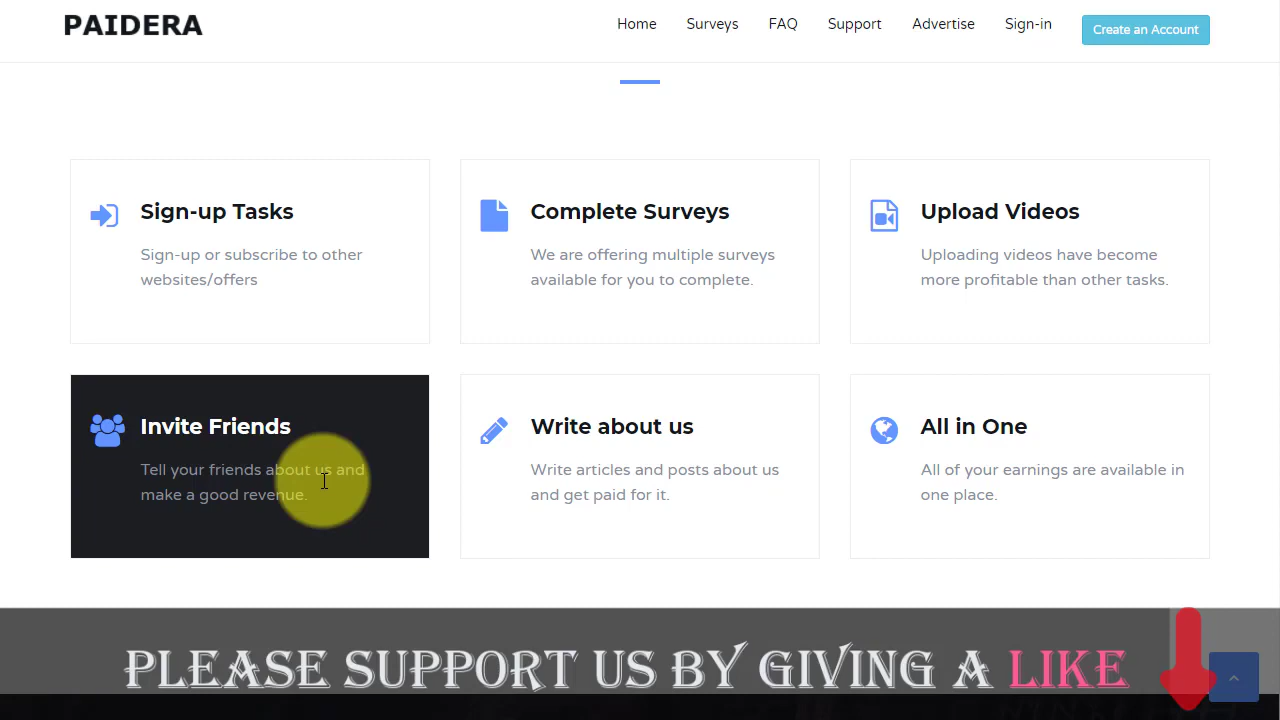 PAIDERA
Home Surveys FAQ Support Advertise Sign-in Create an Account
Sign-up Tasks
Sign-up or subscribe to other
websites/offers
Complete Surveys
We are offering multiple surveys
available for you to complete.
Upload Videos
Uploading videos have become
more profitable than other tasks.
Invite Friends
Tell your friends about us and
make a good revenue.
Write about us
Write articles and posts about us
and get paid for it.
All in One
All of your earnings are available in
one place.
PLEASE SUPPORT US BY GIVING A LIKE